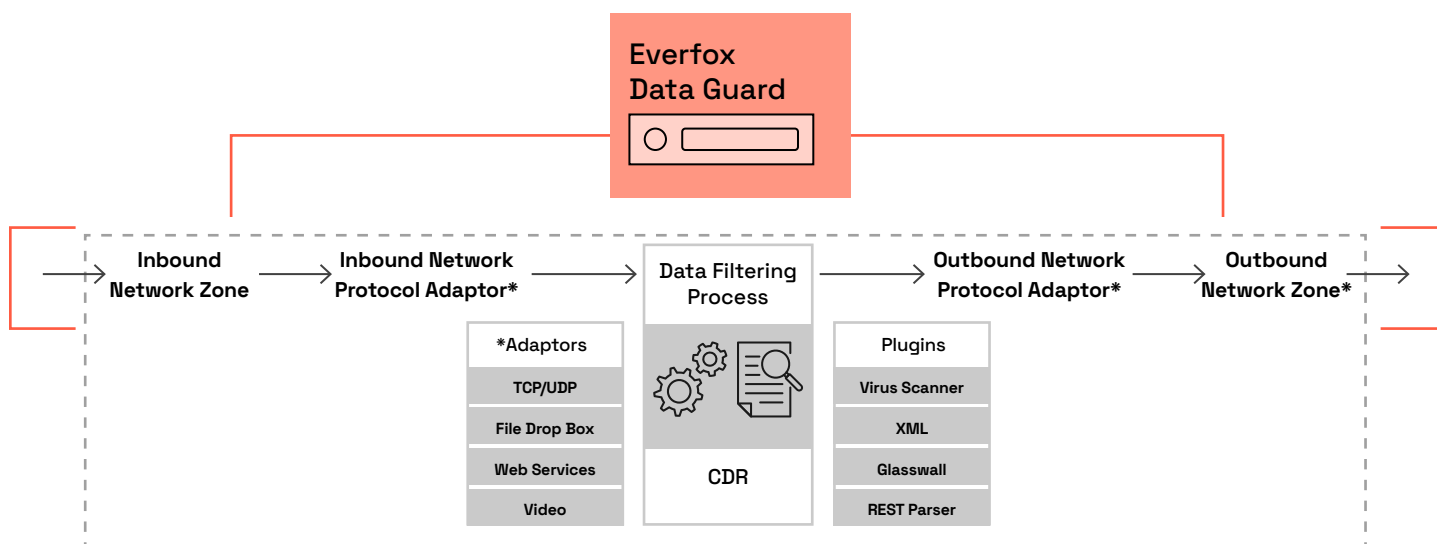 Everfox
Data Guard
Inbound
Network Zone
Inbound Network
Protocol Adaptor*
Data Filtering
Process
Outbound Network
Protocol Adaptor*
Outbound
Network Zone*
*Adaptors
TCP/UDP
File Drop Box
Web Services
Video
CDR
Plugins
Virus Scanner
XML
Glasswall
REST Parser